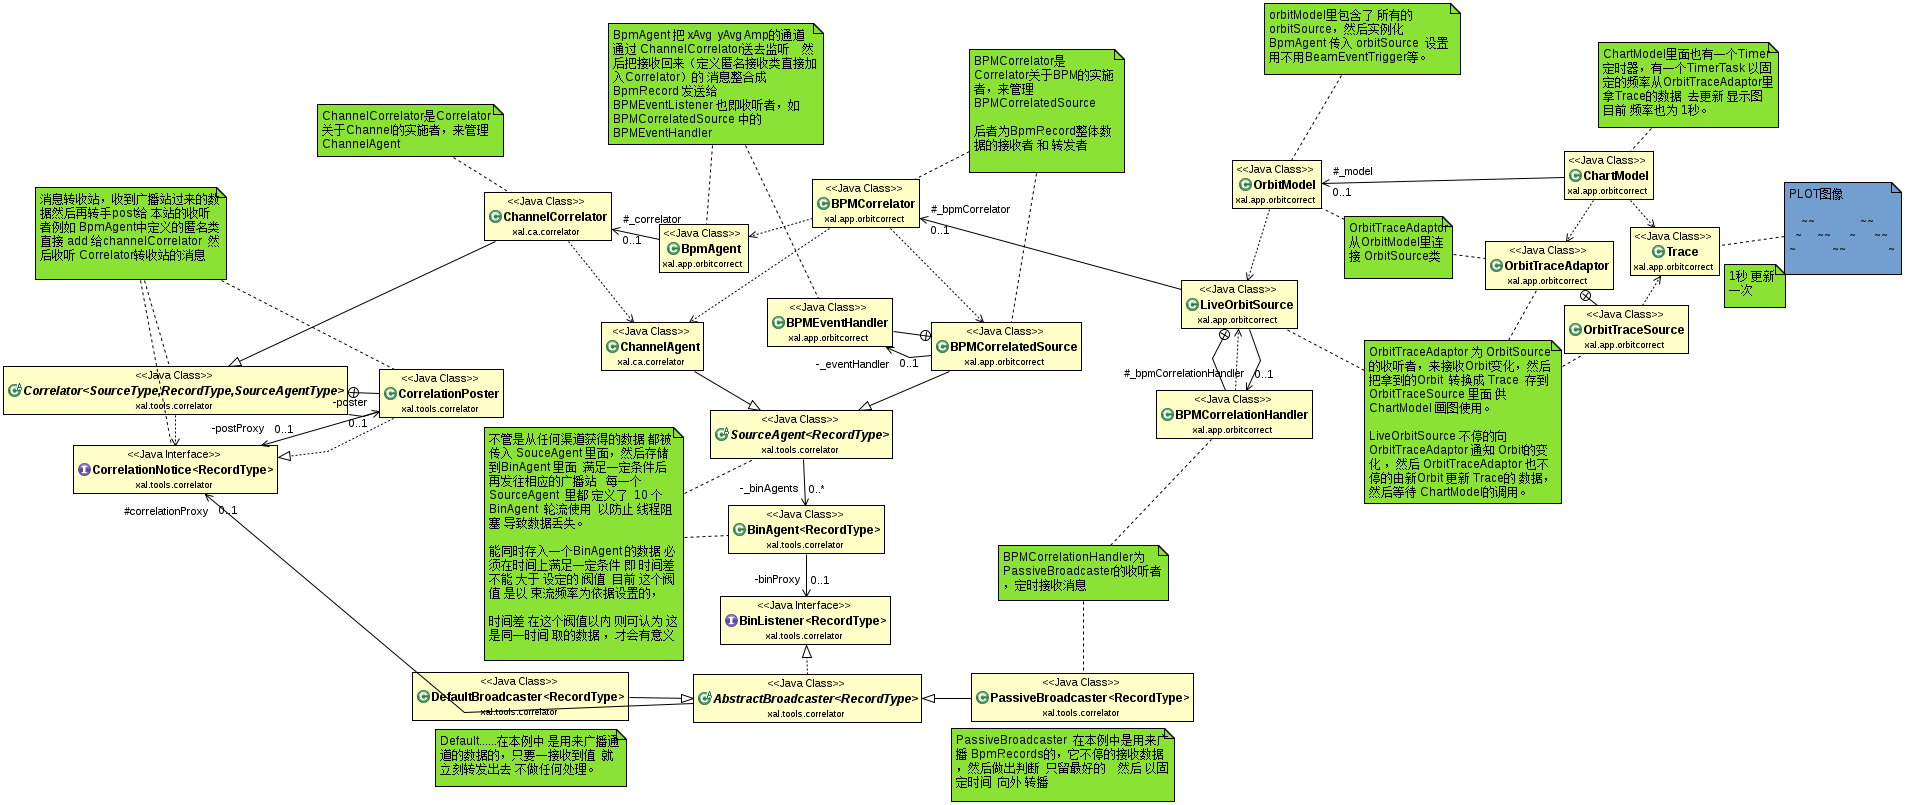 orbitModel里包含了 所有的
orbitSource，然后实例化
BpmAgent 传入 orbitSource  设置
用不用BeamEventTrigger等。
BpmAgent 把 xAvg  yAvg Amp的通道
通过 ChannelCorrelator送去监听    然
后把接收回来（定义匿名接收类直接加
入Correlator）的 消息整合成
BpmRecord 发送给
BPMEventListener 也即收听者，如
BPMCorrelatedSource 中的
BPMEventHandler
ChartModel里面也有一个Timer
定时器，有一个TimerTask 以固
定的频率从OrbitTraceAdaptor里
拿Trace的数据  去更新 显示图
目前 频率也为 1秒。
BPMCorrelator是
Correlator关于BPM的实施
者，来管理
BPMCorrelatedSource
后者为BpmRecord整体数
据的接收者 和 转发者
ChannelCorrelator是Correlator
关于Channel的实施者，来管理
ChannelAgent
消息转收站，收到广播站过来的数
据然后再转手post给 本站的收听
者例如 BpmAgent中定义的匿名类
直接 add 给channelCorrelator  然
后收听 Correlator转收站的消息
<<Java Class>>
ChannelCorrelator
xal.ca.correlator
#_correlator
0..1
<<Java Class>>
BpmAgent
xal.app.orbitcorrect
<<Java Class>>
BPMCorrelator
xal.app.orbitcorrect
#_bpmCorrelator
0..1
<<Java Class>>
OrbitModel
xal.app.orbitcorrect
#_model
0..1
<<Java Class>>
ChartModel
xal.app.orbitcorrect
PLOT图像
~~ ~~
~ ~~ ~ ~~
~ ~~ ~
OrbitTraceAdaptor
从OrbitModel里连
接 OrbitSource类
<<Java Class>>
OrbitTraceAdaptor
xal.app.orbitcorrect
<<Java Class>>
Trace
xal.app.orbitcorrect
1秒 更新
一次
<<Java Class>>
LiveOrbitSource
xal.app.orbitcorrect
<<Java Class>>
OrbitTraceSource
xal.app.orbitcorrect
<<Java Class>>
ChannelAgent
xal.ca.correlator
<<Java Class>>
BPMEventHandler
xal.app.orbitcorrect
-_eventHandler
0..1
<<Java Class>>
BPMCorrelatedSource
xal.app.orbitcorrect
#_bpmCorrelationHandler
0..1
<<Java Class>>
BPMCorrelationHandler
xal.app.orbitcorrect
OrbitTraceAdaptor 为 OrbitSource
的收听者，来接收Orbit变化，然后
把拿到的Orbit  转换成 Trace  存到
OrbitTraceSource 里面 供
ChartModel 画图使用。
LiveOrbitSource 不停的向
OrbitTraceAdaptor 通知 Orbit的变
化 ，然后 OrbitTraceAdaptor 也不
停的由新Orbit 更新 Trace的 数据，
然后等待 ChartModel的调用。
<<Java Class>>
Correlator<SourceType,RecordType,SourceAgentType>
xal.tools.correlator
-poster
0..1
<<Java Class>>
CorrelationPoster
xal.tools.correlator
-postProxy
0..1
<<Java Interface>>
CorrelationNotice<RecordType>
xal.tools.correlator
#correlationProxy
0..1
<<Java Class>>
SourceAgent<RecordType>
xal.tools.correlator
-_binAgents
0..*
不管是从任何渠道获得的数据 都被
传入 SouceAgent 里面，然后存储
到BinAgent 里面  满足一定条件后
再发往相应的广播站   每一个
SourceAgent  里都 定义了  10 个
BinAgent  轮流使用  以防止 线程阻
塞 导致数据丢失。
能同时存入一个BinAgent 的数据 必
须在时间上满足一定条件 即 时间差
不能 大于 设定的 阀值  目前 这个阀
值 是以 束流频率为依据设置的，
时间差 在这个阀值以内 则可认为 这
是同一时间 取的数据 ，才会有意义
<<Java Class>>
BinAgent<RecordType>
xal.tools.correlator
-binProxy
0..1
<<Java Interface>>
BinListener<RecordType>
xal.tools.correlator
BPMCorrelationHandler为
PassiveBroadcaster的收听者
，定时接收消息
<<Java Class>>
DefaultBroadcaster<RecordType>
xal.tools.correlator
<<Java Class>>
AbstractBroadcaster<RecordType>
xal.tools.correlator
<<Java Class>>
PassiveBroadcaster<RecordType>
xal.tools.correlator
Default......在本例中 是用来广播通
道的数据的，只要一接收到值  就
立刻转发出去 不做任何处理。
PassiveBroadcaster  在本例中是用来广
播 BpmRecords的，它不停的接收数据
，然后做出判断  只留最好的    然后 以固
定时间  向外 转播